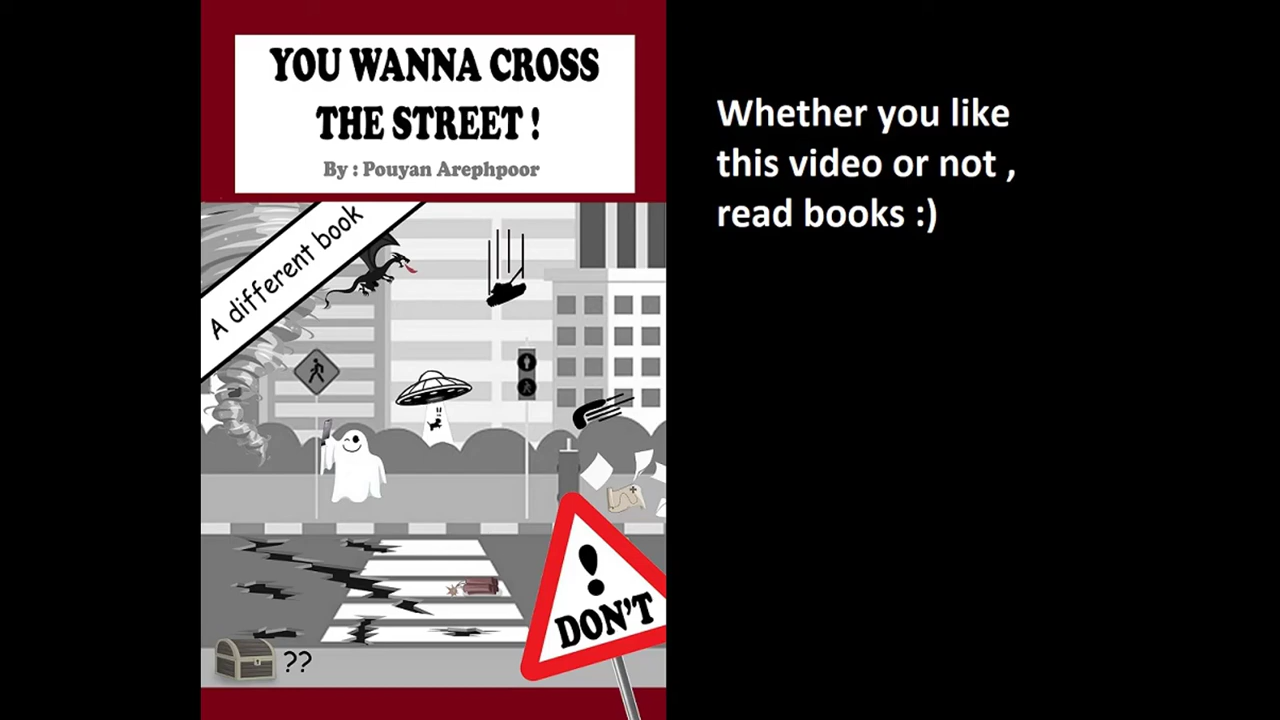 YOU WANNA CROSS
THE STREET !
By : Pouyan Arephpoor
A different book
DON'T
??
Whether you like
this video or not ,
read books :)